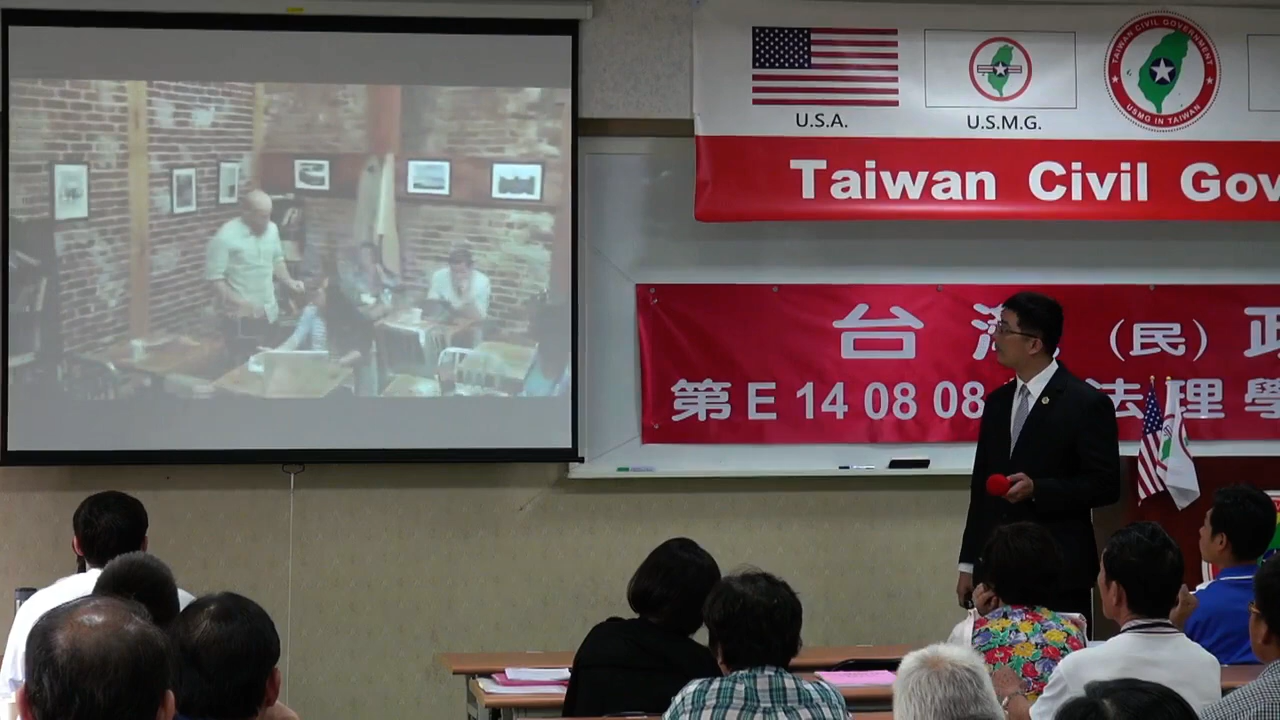 U.S.A.
U.S.M.G.
TAIWAN CIVIL GOVERNMENT
USMG IN TAIWAN
Taiwan Civil Gov
台 (民) 政
第 E 14 08 08 法理學